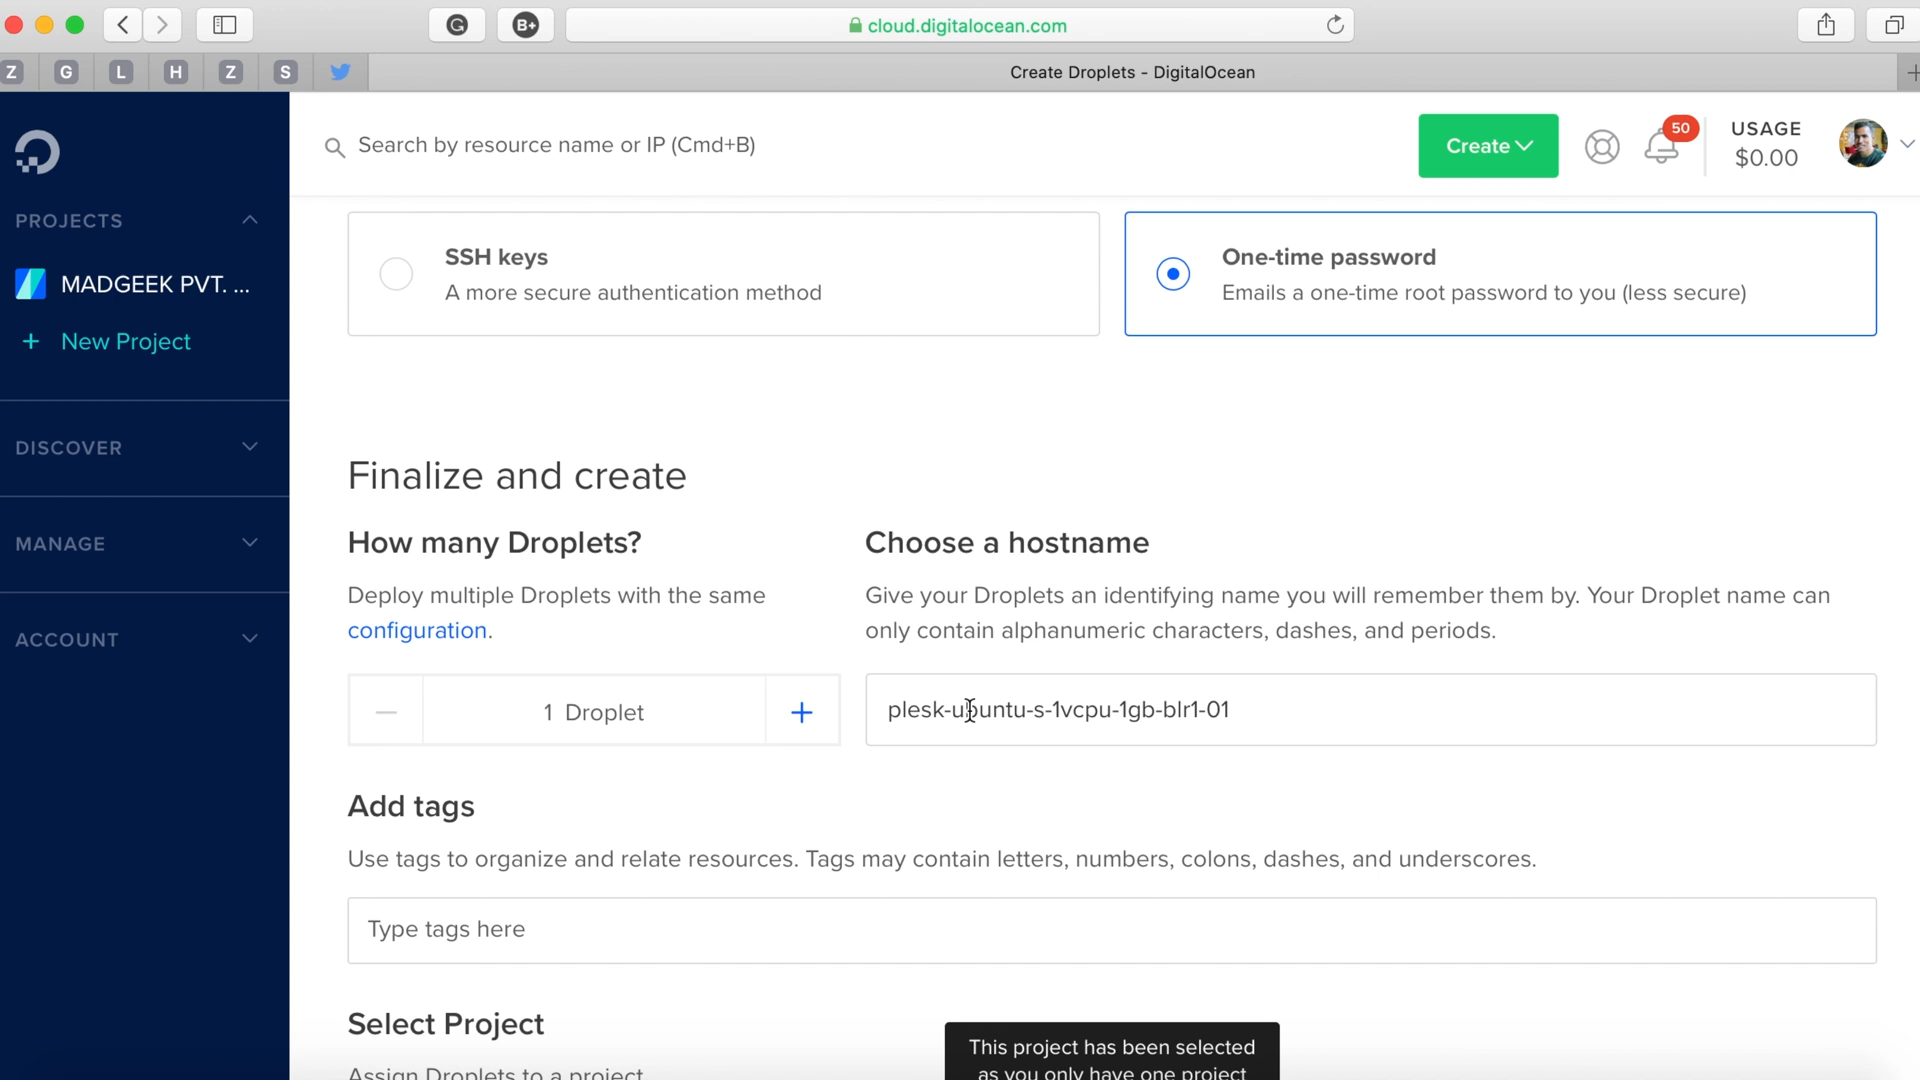 G
B+
cloud.digitalocean.com
Z
G
L
H
Z
S
Create Droplets - DigitalOcean
Search by resource name or IP (Cmd+B)
Create
50
USAGE
$0.00
PROJECTS
MADGEEK PVT. ...
+ New Project
DISCOVER
MANAGE
ACCOUNT
SSH keys
A more secure authentication method
One-time password
Emails a one-time root password to you (less secure)
Finalize and create
How many Droplets?
Deploy multiple Droplets with the same
configuration.
1 Droplet
Choose a hostname
Give your Droplets an identifying name you will remember them by. Your Droplet name can
only contain alphanumeric characters, dashes, and periods.
plesk-ubuntu-s-1vcpu-1gb-blr1-01
Add tags
Use tags to organize and relate resources. Tags may contain letters, numbers, colons, dashes, and underscores.
Type tags here
Select Project
Assign Droplets to a project
This project has been selected
as you only have one project